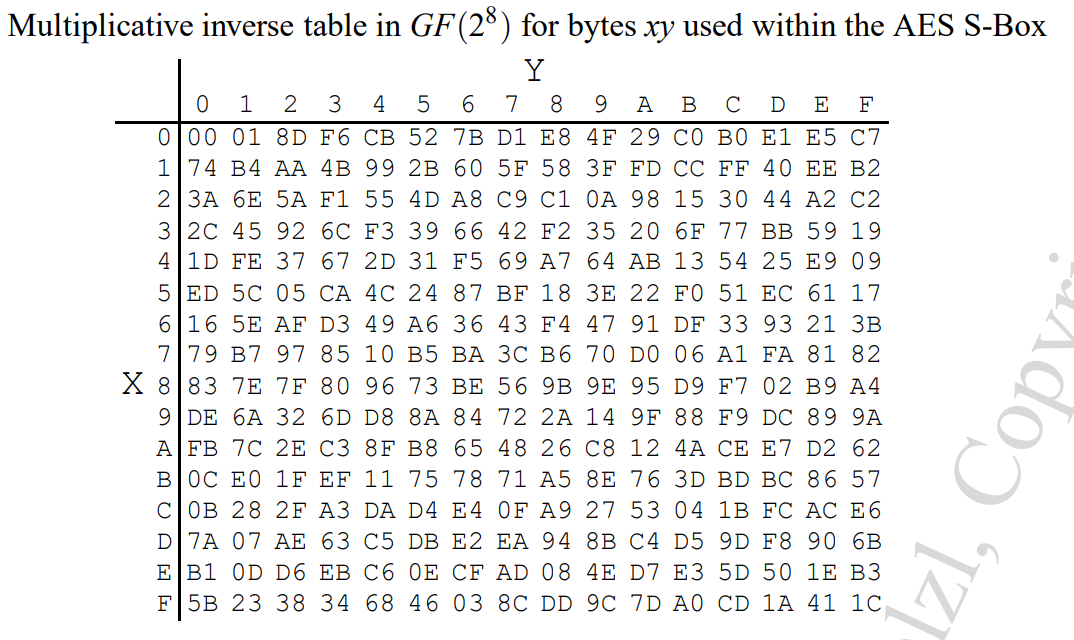 Multiplicative inverse table in GF(2⁸) for bytes xy used within the AES S-Box
Y
0 1 2 3 4 5 6 7 8 9 A B C D E F
0 00 01 8D F6 CB 52 7B D1 E8 4F 29 C0 B0 E1 E5 C7
1 74 B4 AA 4B 99 2B 60 5F 58 3F FD CC FF 40 EE B2
2 3A 6E 5A F1 55 4D A8 C9 C1 0A 98 15 30 44 A2 C2
3 2C 45 92 6C F3 39 66 42 F2 35 20 6F 77 BB 59 19
4 1D FE 37 67 2D 31 F5 69 A7 64 AB 13 54 25 E9 09
5 ED 5C 05 CA 4C 24 87 BF 18 3E 22 F0 51 EC 61 17
6 16 5E AF D3 49 A6 36 43 F4 47 91 DF 33 93 21 3B
7 79 B7 97 85 10 B5 BA 3C B6 70 D0 06 A1 FA 81 82
X 8 83 7E 7F 80 96 73 BE 56 9B 9E 95 D9 F7 02 B9 A4
9 DE 6A 32 6D D8 8A 84 72 2A 14 9F 88 F9 DC 89 9A
A FB 7C 2E C3 8F B8 65 48 26 C8 12 4A CE E7 D2 62
B 0C E0 1F EF 11 75 78 71 A5 8E 76 3D BD BC 86 57
C 0B 28 2F A3 DA D4 E4 0F A9 27 53 04 1B FC AC E6
D 7A 07 AE 63 C5 DB E2 EA 94 8B C4 D5 9D F8 90 6B
E B1 0D D6 EB C6 0E CF AD 08 4E D7 E3 5D 50 1E B3
F 5B 23 38 34 68 46 03 8C DD 9C 7D A0 CD 1A 41 1C